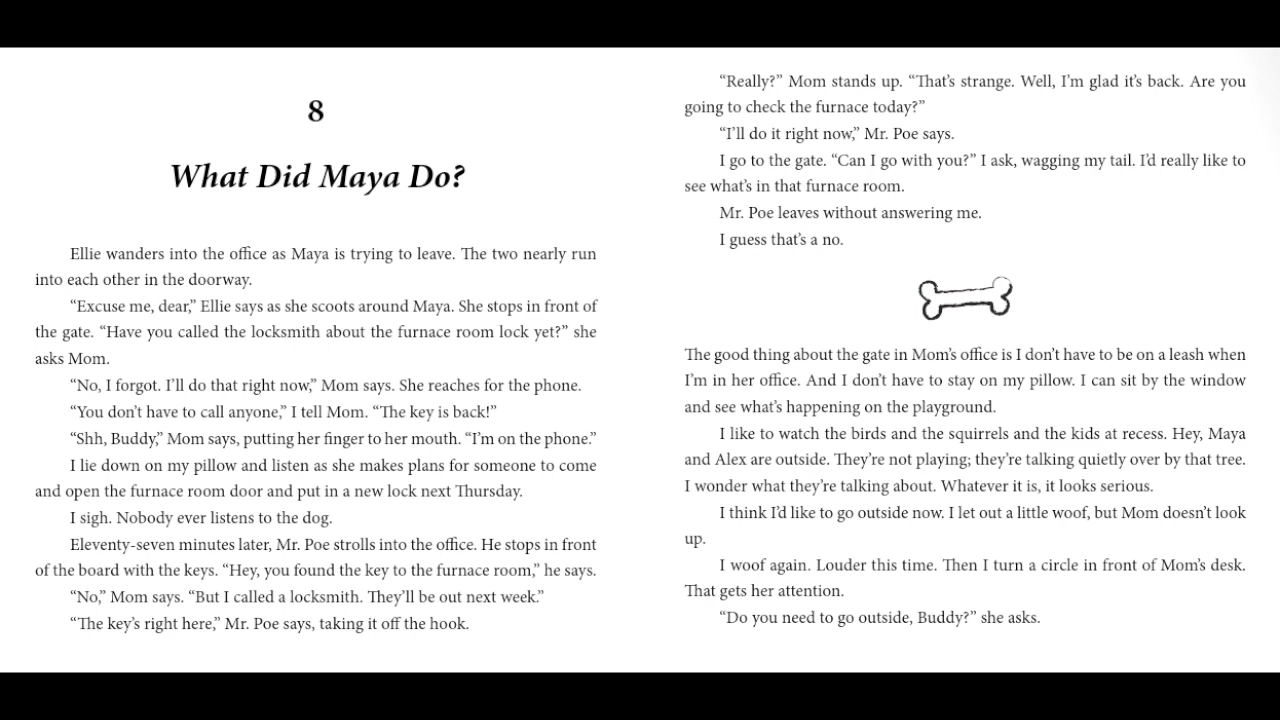 8
What Did Maya Do?
Ellie wanders into the office as Maya is trying to leave. The two nearly run
into each other in the doorway.
“Excuse me, dear,” Ellie says as she scoots around Maya. She stops in front of
the gate. “Have you called the locksmith about the furnace room lock yet?” she
asks Mom.
“No, I forgot. I’ll do that right now,” Mom says. She reaches for the phone.
“You don’t have to call anyone,” I tell Mom. “The key is back!”
“Shh, Buddy,” Mom says, putting her finger to her mouth. “I’m on the phone.”
I lie down on my pillow and listen as she makes plans for someone to come
and open the furnace room door and put in a new lock next Thursday.
I sigh. Nobody ever listens to the dog.
Eleventy-seven minutes later, Mr. Poe strolls into the office. He stops in front
of the board with the keys. “Hey, you found the key to the furnace room,” he says.
“No,” Mom says. “But I called a locksmith. They’ll be out next week.”
“The key’s right here,” Mr. Poe says, taking it off the hook.
“Really?” Mom stands up. “That’s strange. Well, I’m glad it’s back. Are you
going to check the furnace today?”
“I’ll do it right now,” Mr. Poe says.
I go to the gate. “Can I go with you?” I ask, wagging my tail. I’d really like to
see what’s in that furnace room.
Mr. Poe leaves without answering me.
I guess that’s a no.
The good thing about the gate in Mom’s office is I don’t have to be on a leash when
I’m in her office. And I don’t have to stay on my pillow. I can sit by the window
and see what’s happening on the playground.
I like to watch the birds and the squirrels and the kids at recess. Hey, Maya
and Alex are outside. They’re not playing; they’re talking quietly over by that tree.
I wonder what they’re talking about. Whatever it is, it looks serious.
I think I’d like to go outside now. I let out a little woof, but Mom doesn’t look
up.
I woof again. Louder this time. Then I turn a circle in front of Mom’s desk.
That gets her attention.
“Do you need to go outside, Buddy?” she asks.